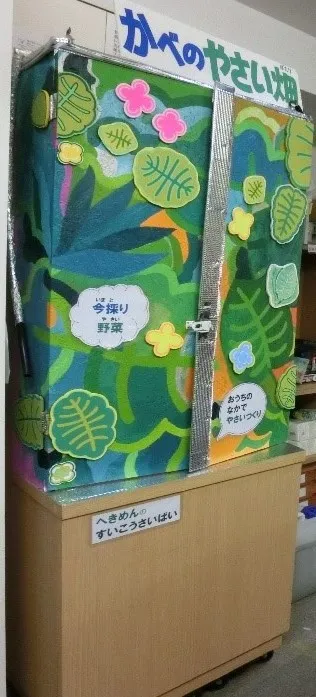 かべのやさい畑
今採り
野菜
おうちの
なかで
やさいつくり
へきめんの
すいこうさいばい